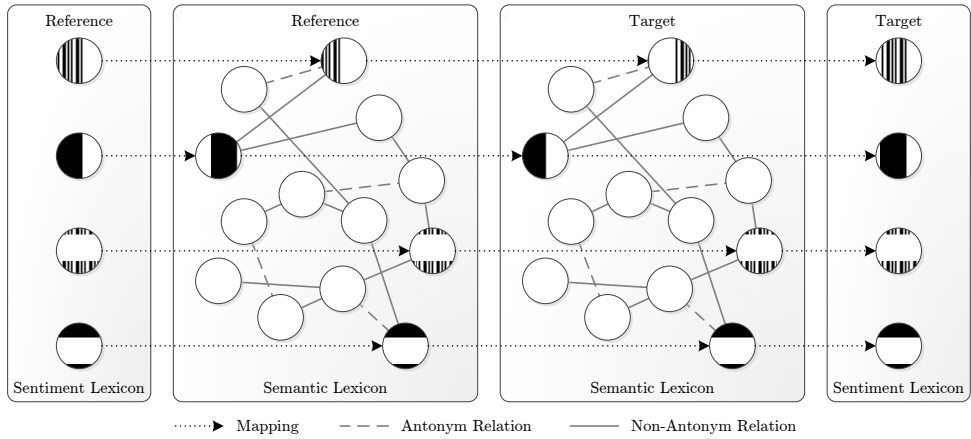 Reference
Reference
Target
Target
Sentiment Lexicon
Semantic Lexicon
Semantic Lexicon
Sentiment Lexicon
Mapping
Antonym Relation
Non-Antonym Relation